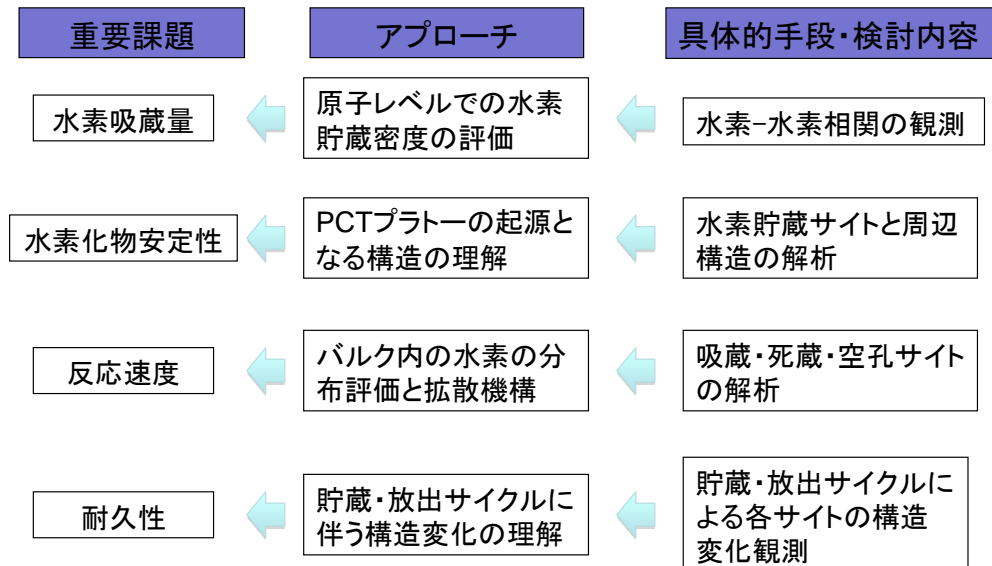 重要課題
アプローチ
具体的手段・検討内容
水素吸蔵量
原子レベルでの水素
貯蔵密度の評価
水素−水素相関の観測
水素化物安定性
PCTプラトーの起源と
なる構造の理解
水素貯蔵サイトと周辺
構造の解析
反応速度
バルク内の水素の分
布評価と拡散機構
吸蔵・死蔵・空孔サイト
の解析
耐久性
貯蔵・放出サイクルに
伴う構造変化の理解
貯蔵・放出サイクルに
よる各サイトの構造
変化観測